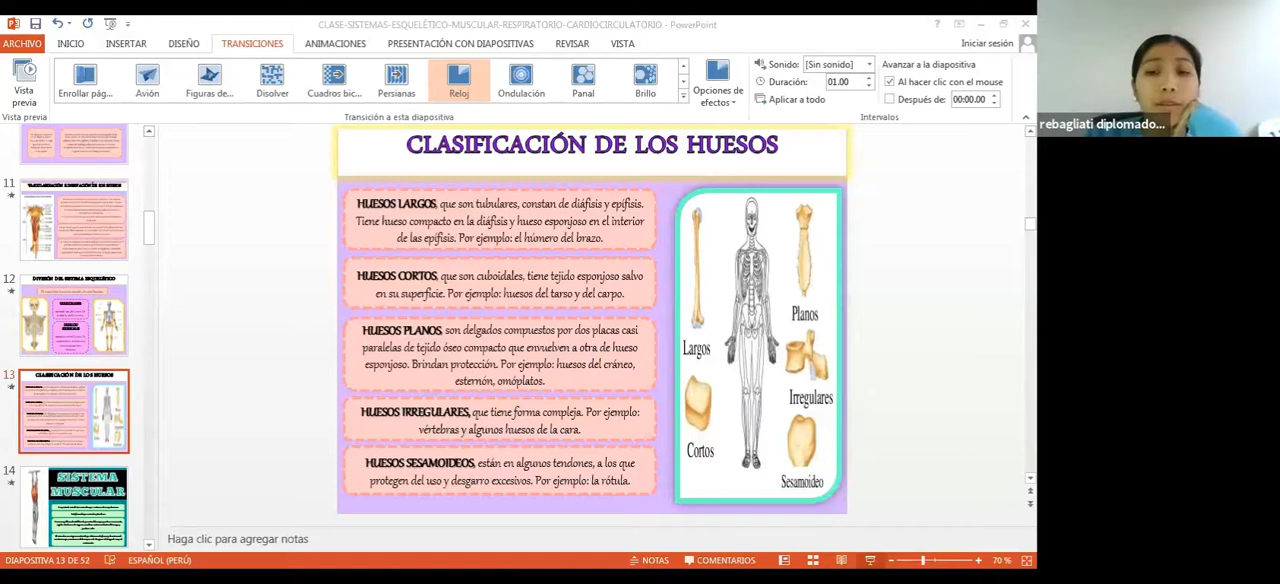 CLASE-SISTEMAS-ESQUELÉTICO-MUSCULAR-RESPIRATORIO-CARDIOCIRCULATORIO - PowerPoint
ARCHIVO INICIO INSERTAR DISEÑO TRANSICIONES ANIMACIONES PRESENTACIÓN CON DIAPOSITIVAS REVISAR VISTA Iniciar sesión
Vista previa
Enrollar pág... Avión Figuras de... Disolver Cuadros bic... Persianas Reloj Ondulación Panal Brillo
Opciones de efectos
Sonido: [Sin sonido]
Duración: 01.00
Aplicar a todo
Avanzar a la diapositiva
Al hacer clic con el mouse
Después de: 00:00.00
Vista previa Transición a esta diapositiva Intervalos
rebagliati diplomado...
11
12
DIVISIÓN DEL SISTEMA ESQUELÉTICO
13
CLASIFICACIÓN DE LOS HUESOS
14
SISTEMA
MUSCULAR
CLASIFICACIÓN DE LOS HUESOS
HUESOS LARGOS, que son tubulares, constan de diáfisis y epífisis.
Tiene hueso compacto en la diáfisis y hueso esponjoso en el interior
de las epífisis. Por ejemplo: el húmero del brazo.
HUESOS CORTOS, que son cuboidales, tiene tejido esponjoso salvo
en su superficie. Por ejemplo: huesos del tarso y del carpo.
HUESOS PLANOS, son delgados compuestos por dos placas casi
paralelas de tejido óseo compacto que envuelven a otra de hueso
esponjoso. Brindan protección. Por ejemplo: huesos del cráneo,
esternón, omóplatos.
HUESOS IRREGULARES, que tiene forma compleja. Por ejemplo:
vértebras y algunos huesos de la cara.
HUESOS SESAMOIDEOS, están en algunos tendones, a los que
protegen del uso y desgarro excesivos. Por ejemplo: la rótula.
Largos
Planos
Irregulares
Cortos
Sesamoideo
Haga clic para agregar notas
DIAPOSITIVA 13 DE 52 ESPAÑOL (PERÚ) NOTAS COMENTARIOS 70 %